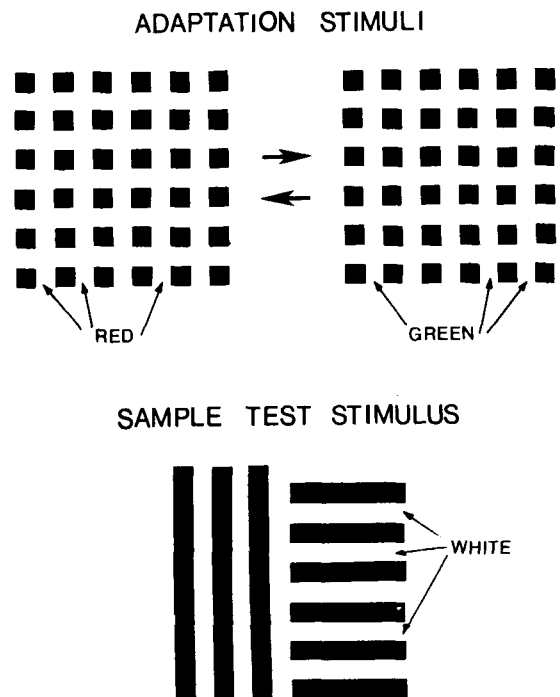 ADAPTATION STIMULI
RED
GREEN
SAMPLE TEST STIMULUS
WHITE